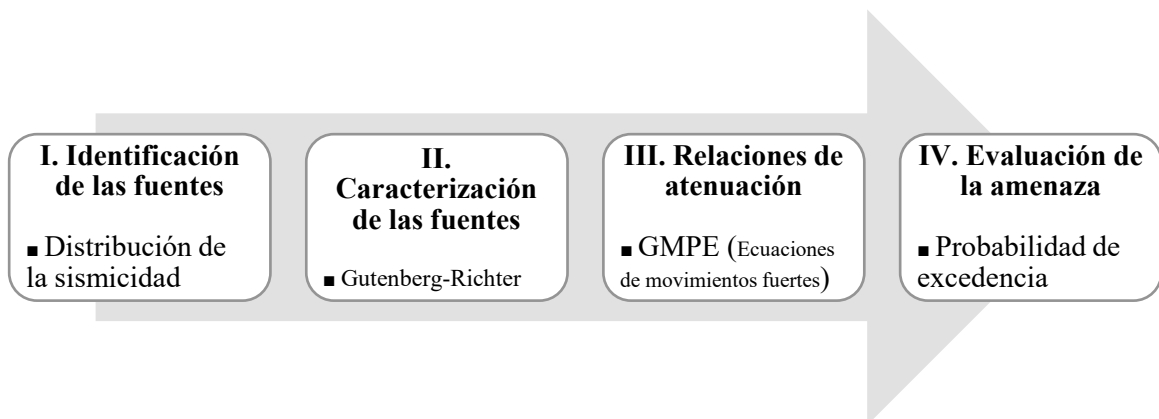 I. Identificación
de las fuentes
■ Distribución de
la sismicidad
II.
Caracterización
de las fuentes
■ Gutenberg-Richter
III. Relaciones de
atenuación
■ GMPE (Ecuaciones
de movimientos fuertes)
IV. Evaluación de
la amenaza
■ Probabilidad de
excedencia